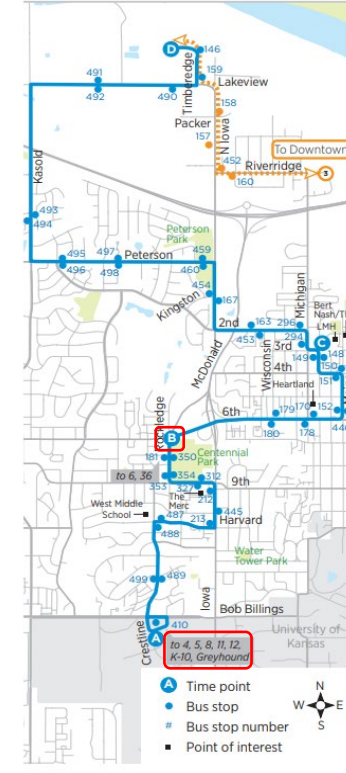 D
146
159
Timberedge
Lakeview
491
492
490
158
Packer
157
N Iowa
To Downtown
452
Riverridge
160
3
Kasold
493
494
Peterson
Park
495
497
Peterson
459
496
498
460
454
Kingston
167
Michigan
Bert
Nash/T
LMH
2nd
163
296
453
294
C
3rd
Wisconsin
149
148
4th
150
McDonald
Heartland
151
6th
179
170
152
180
178
446
Rockledge
B
Centennial
Park
181
350
to 6, 36
354
312
9th
353
327
The
Merc
212
West Middle
School
487
213
445
Harvard
488
Water
Tower Park
499
489
Iowa
Bob Billings
410
A
Crestline
to 4, 5, 8, 11, 12,
K-10, Greyhound
University of
Kansas
A Time point
Bus stop
# Bus stop number
Point of interest
N
W E
S